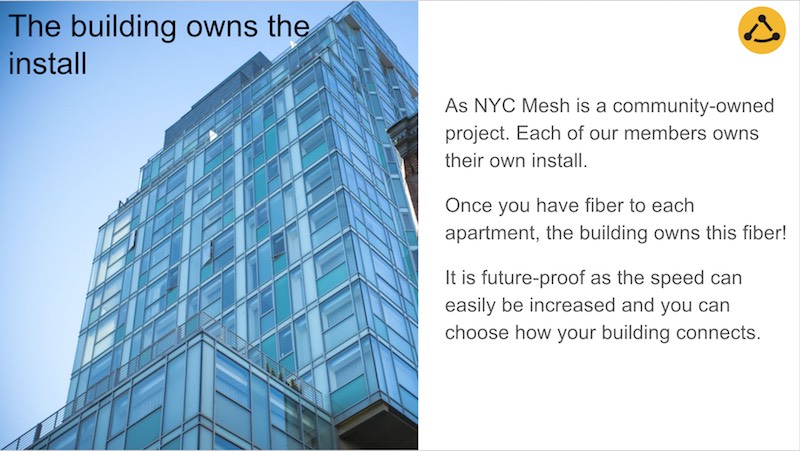 The building owns the
install
As NYC Mesh is a community-owned
project. Each of our members owns
their own install.
Once you have fiber to each
apartment, the building owns this fiber!
It is future-proof as the speed can
easily be increased and you can
choose how your building connects.